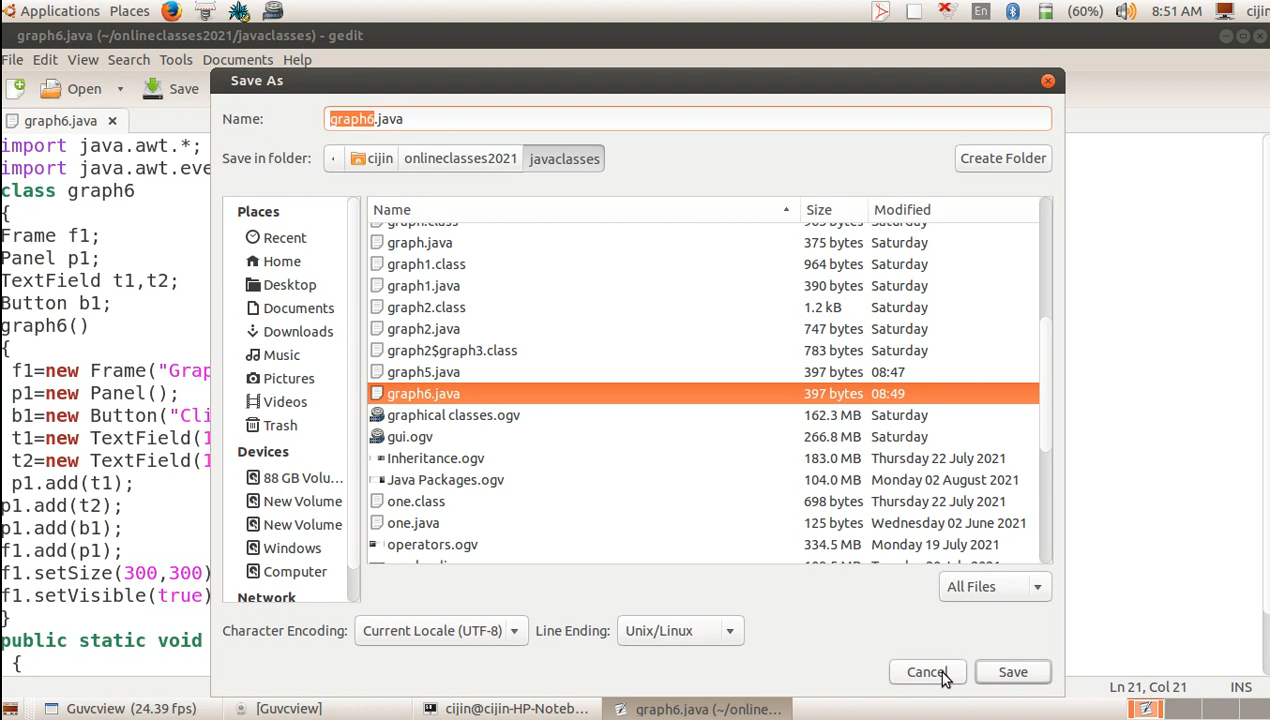 Applications Places En (60%) 8:51 AM cijin
graph6.java (~/onlineclasses2021/javaclasses) - gedit
File Edit View Search Tools Documents Help
Open Save
graph6.java
import java.awt.*;
import java.awt.eve
class graph6
{
Frame f1;
Panel p1;
TextField t1,t2;
Button b1;
graph6()
{
f1=new Frame("Grap
p1=new Panel();
b1=new Button("Cli
t1=new TextField(1
t2=new TextField(1
p1.add(t1);
p1.add(t2);
p1.add(b1);
f1.add(p1);
f1.setSize(300,300)
f1.setVisible(true)
}
public static void
{
Save As
Name: graph6.java
Save in folder: cijin onlineclasses2021 javaclasses Create Folder
Places
Recent
Home
Desktop
Documents
Downloads
Music
Pictures
Videos
Trash
Devices
88 GB Volu...
New Volume
New Volume
Windows
Computer
Network
Name Size Modified
graph.class 963 bytes Saturday
graph.java 375 bytes Saturday
graph1.class 964 bytes Saturday
graph1.java 390 bytes Saturday
graph2.class 1.2 kB Saturday
graph2.java 747 bytes Saturday
graph2$graph3.class 783 bytes Saturday
graph5.java 397 bytes 08:47
graph6.java 397 bytes 08:49
graphical classes.ogv 162.3 MB Saturday
gui.ogv 266.8 MB Saturday
Inheritance.ogv 183.0 MB Thursday 22 July 2021
Java Packages.ogv 104.0 MB Monday 02 August 2021
one.class 698 bytes Thursday 22 July 2021
one.java 125 bytes Wednesday 02 June 2021
operators.ogv 334.5 MB Monday 19 July 2021
All Files
Character Encoding: Current Locale (UTF-8) Line Ending: Unix/Linux
Cancel Save
Ln 21, Col 21 INS
Guvcview (24.39 fps) [Guvcview] cijin@cijin-HP-Noteb... graph6.java (~/online...